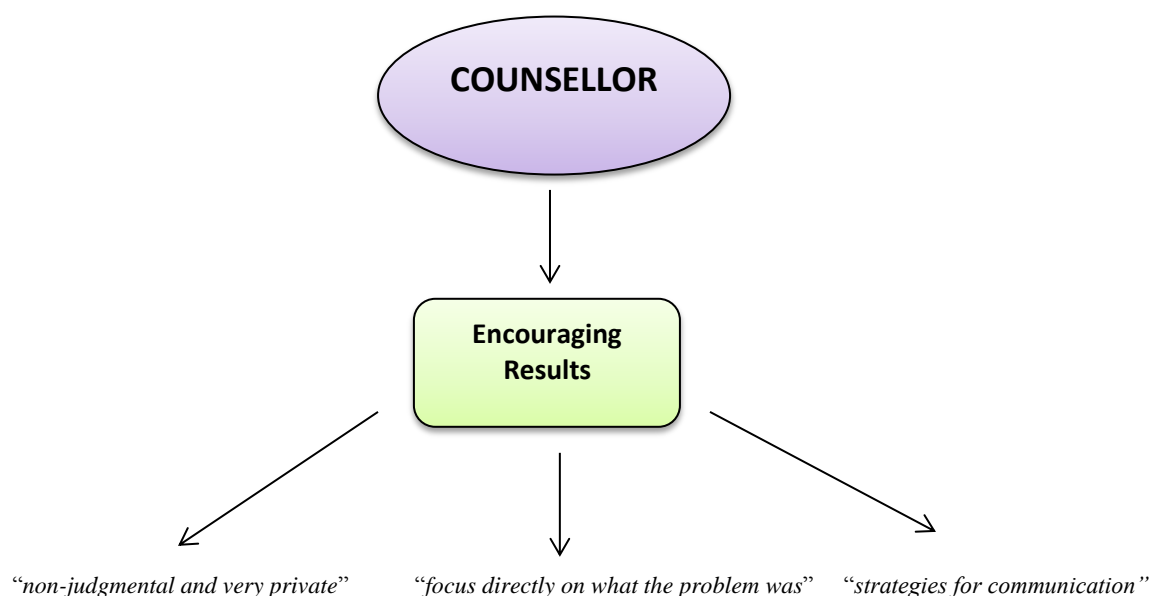 COUNSELLOR
Encouraging
Results
“non-judgmental and very private”
“focus directly on what the problem was”
“strategies for communication”